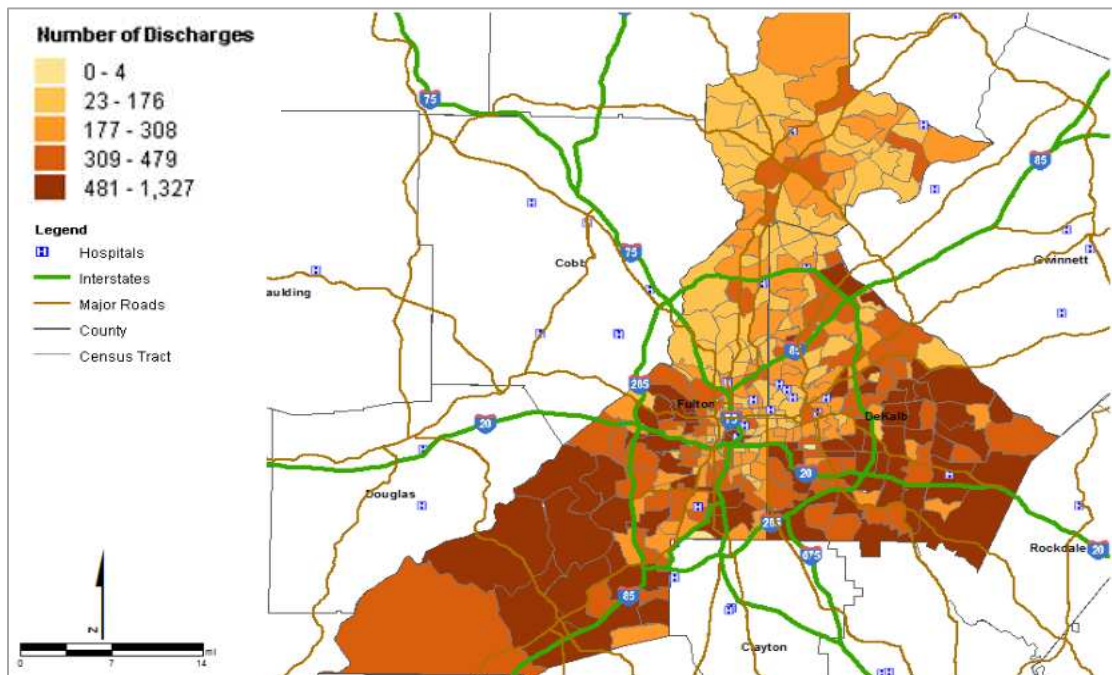 Number of Discharges
0 - 4
23 - 176
177 - 308
309 - 479
481 - 1,327
Legend
H Hospitals
Interstates
Major Roads
County
Census Tract
75
85
75
Cobb
Gwinnett
aulding
85
285
Fulton
75
DeKalb
20
20
Douglas
285
Rockdale
20
675
85
Clayton
N
0 7 14 mi